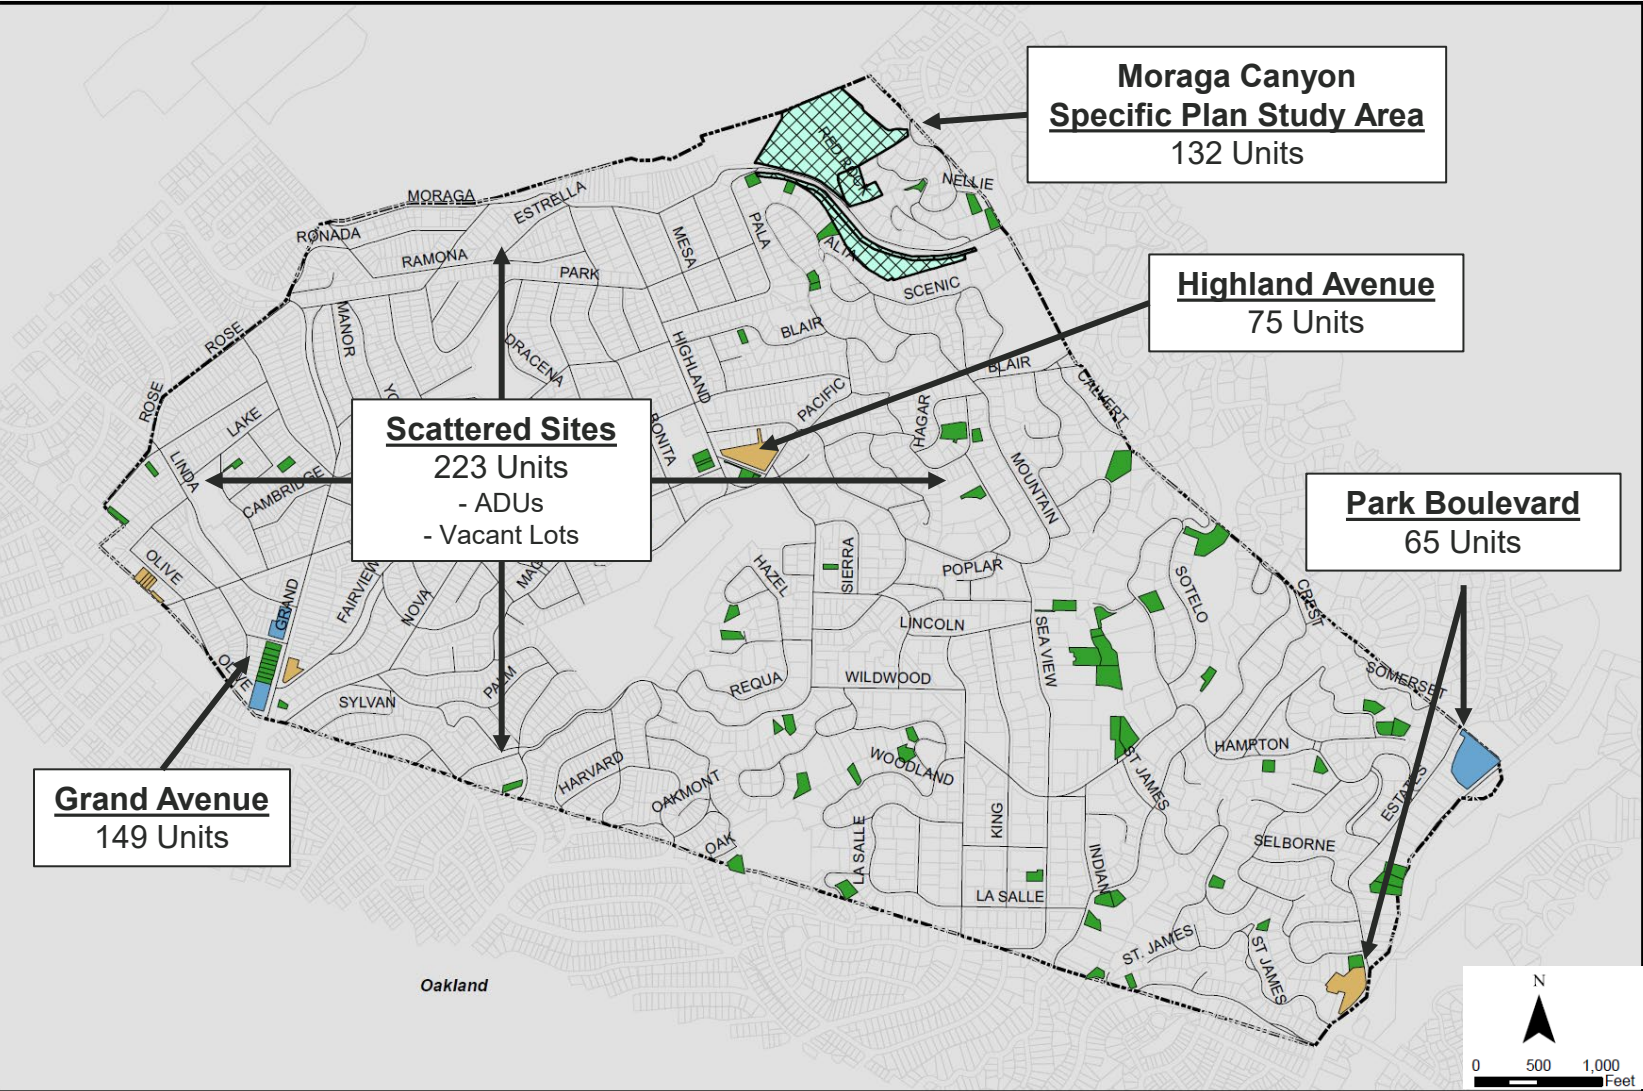 Moraga Canyon
Specific Plan Study Area
132 Units
RED ROCK
NELLIE
MORAGA
ESTRELLA
RONADA
RAMONA
PARK
MESA
PALA
ALTA
SCENIC
Highland Avenue
75 Units
ROSE
MANOR
DRACENA
HIGHLAND
BLAIR
BLAIR
CALVERT
ROSE
LAKE
LINDA
CAMBRIDGE
Scattered Sites
223 Units
- ADUs
- Vacant Lots
BONITA
PACIFIC
HAGAR
MOUNTAIN
Park Boulevard
65 Units
OLIVE
GRAND
FAIRVIEW
NOVA
HAZEL
SIERRA
POPLAR
LINCOLN
SOTELO
CREST
OLIVE
SYLVAN
PALM
REQUA
WILDWOOD
SEA VIEW
SOMERSET
HARVARD
OAKMONT
OAK
WOODLAND
ST JAMES
HAMPTON
ESTATES
Grand Avenue
149 Units
LA SALLE
KING
INDIAN
SELBORNE
LA SALLE
ST. JAMES
ST JAMES
Oakland
N
0 500 1,000
Feet